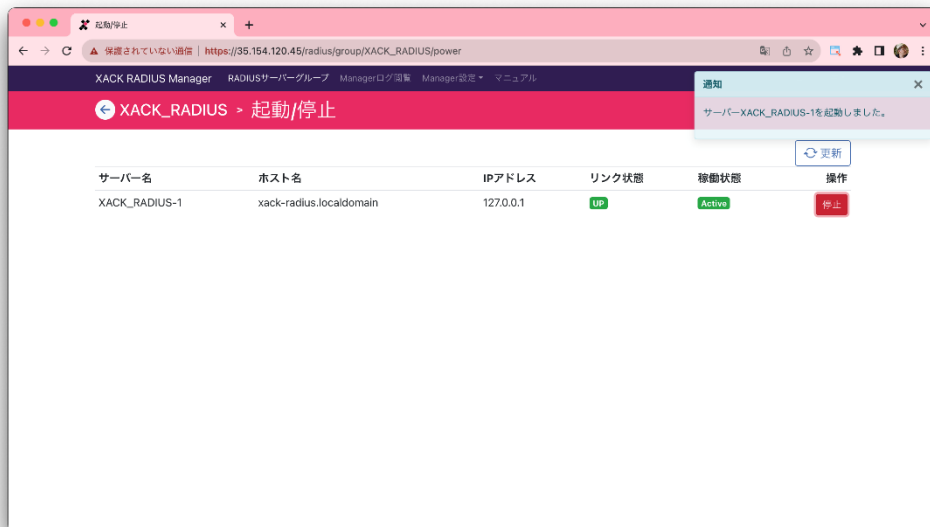 起動/停止
保護されていない通信 | https://35.154.120.45/radius/group/XACK_RADIUS/power
XACK RADIUS Manager RADIUSサーバーグループ Managerログ閲覧 Manager設定 マニュアル
通知
XACK_RADIUS > 起動/停止
サーバーXACK_RADIUS-1を起動しました。
更新
サーバー名 ホスト名 IPアドレス リンク状態 稼働状態 操作
XACK_RADIUS-1 xack-radius.localdomain 127.0.0.1 UP Active 停止